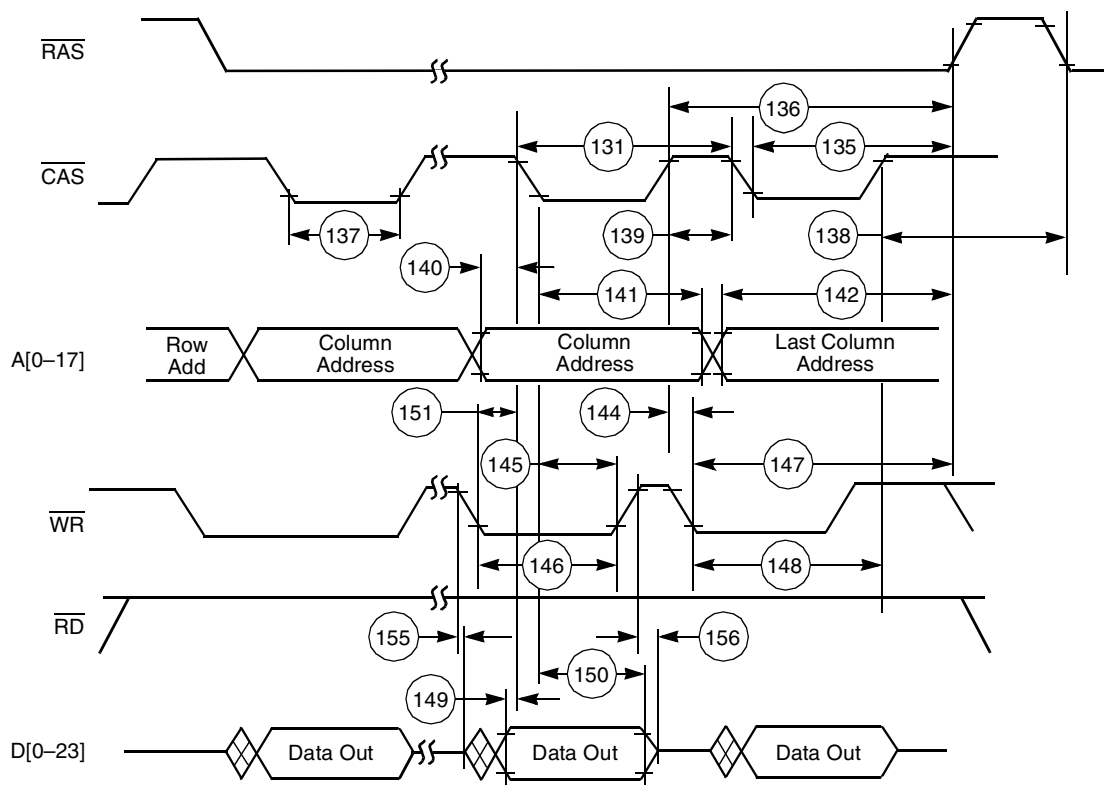 RAS
136
131
135
CAS
137
139
138
140
141
142
A[0–17]
Row
Add
Column
Address
Column
Address
Last Column
Address
151
144
145
147
WR
146
148
RD
155
156
150
149
D[0–23]
Data Out
Data Out
Data Out